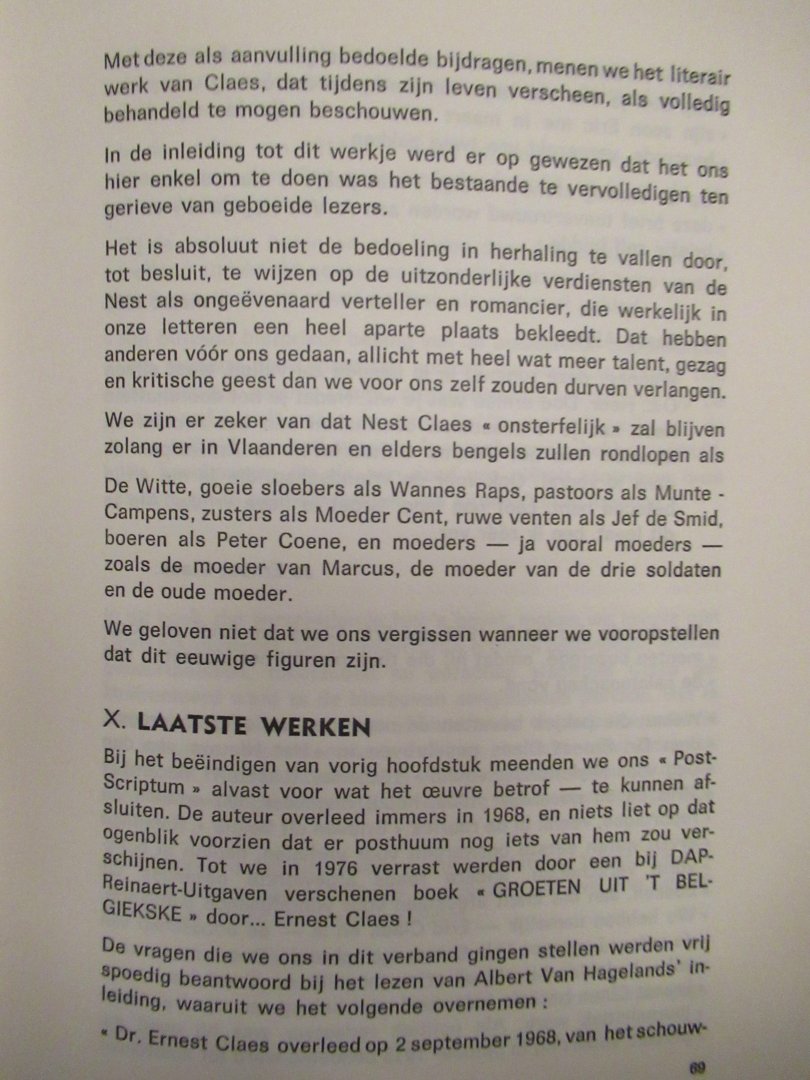 Met deze als aanvulling bedoelde bijdragen, menen we het literair
werk van Claes, dat tijdens zijn leven verscheen, als volledig
behandeld te mogen beschouwen.
In de inleiding tot dit werkje werd er op gewezen dat het ons
hier enkel om te doen was het bestaande te vervolledigen ten
gerieve van geboeide lezers.
Het is absoluut niet de bedoeling in herhaling te vallen door,
tot besluit, te wijzen op de uitzonderlijke verdiensten van de
Nest als ongeëvenaard verteller en romancier, die werkelijk in
onze letteren een heel aparte plaats bekleedt. Dat hebben
anderen vóór ons gedaan, allicht met heel wat meer talent, gezag
en kritische geest dan we voor ons zelf zouden durven verlangen.
We zijn er zeker van dat Nest Claes « onsterfelijk » zal blijven
zolang er in Vlaanderen en elders bengels zullen rondlopen als
De Witte, goeie sloebers als Wannes Raps, pastoors als Munte -
Campens, zusters als Moeder Cent, ruwe venten als Jef de Smid,
boeren als Peter Coene, en moeders — ja vooral moeders —
zoals de moeder van Marcus, de moeder van de drie soldaten
en de oude moeder.
We geloven niet dat we ons vergissen wanneer we vooropstellen
dat dit eeuwige figuren zijn.
X. LAATSTE WERKEN
Bij het beëindigen van vorig hoofdstuk meenden we ons « Post-
Scriptum » alvast voor wat het œuvre betrof — te kunnen af-
sluiten. De auteur overleed immers in 1968, en niets liet op dat
ogenblik voorzien dat er posthuum nog iets van hem zou ver-
schijnen. Tot we in 1976 verrast werden door een bij DAP-
Reinaert-Uitgaven verschenen boek « GROETEN UIT 'T BEL-
GIEKSKE » door... Ernest Claes !
De vragen die we ons in dit verband gingen stellen werden vrij
spoedig beantwoord bij het lezen van Albert Van Hagelands' in-
leiding, waaruit we het volgende overnemen :
« Dr. Ernest Claes overleed op 2 september 1968, van het schouw-
69